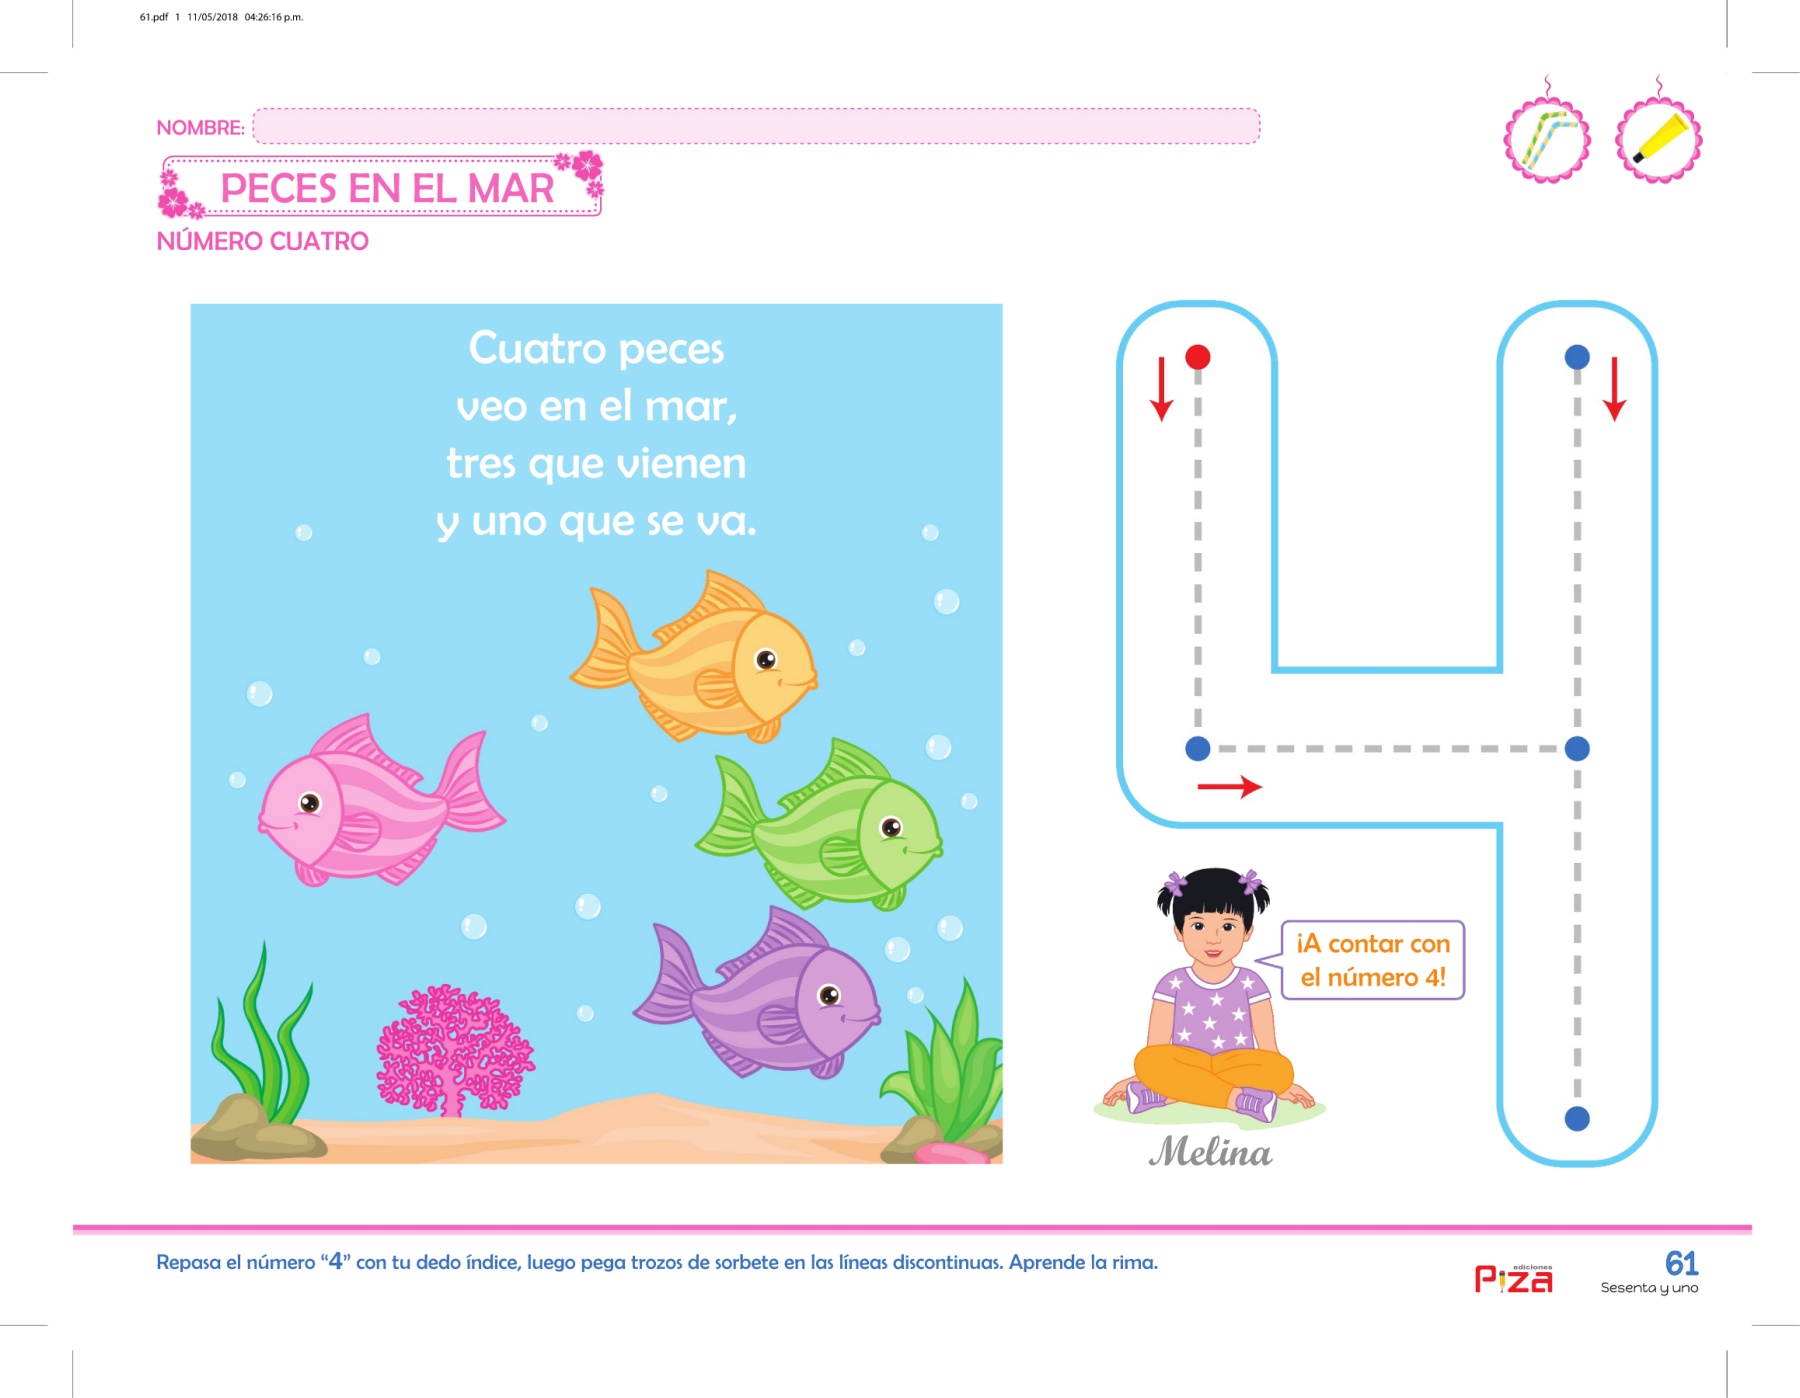 61.pdf 1 11/05/2018 04:26:16 p.m.
NOMBRE:
PECES EN EL MAR
NÚMERO CUATRO
Cuatro peces
veo en el mar,
tres que vienen
y uno que se va.
¡A contar con
el número 4!
Melina
Repasa el número “4” con tu dedo índice, luego pega trozos de sorbete en las líneas discontinuas. Aprende la rima.
ediciones
Piza
61
Sesenta y uno